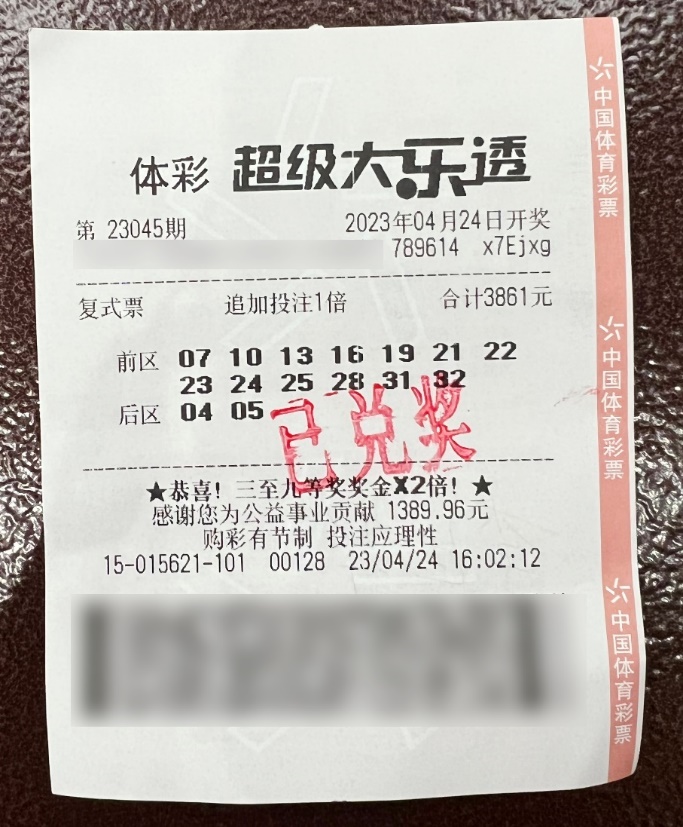 体彩 超级大乐透
第 23045期 2023年04月24日开奖
789614 x7Ejxg
复式票 追加投注1倍 合计3861元
前区 07 10 13 16 19 21 22
23 24 25 28 31 32
后区 04 05
已兑奖
★恭喜！三至九等奖奖金X2倍！★
感谢您为公益事业贡献 1389.96元
购彩有节制 投注应理性
15-015621-101 00128 23/04/24 16:02:12
中国体育彩票
中国体育彩票
中国体育彩票